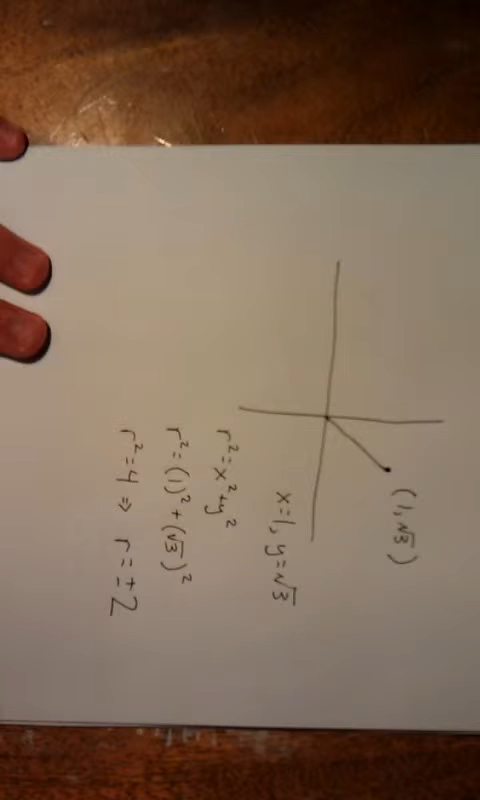 (1,√3)
x=1, y=√3
r²=x²+y²
r²=(1)²+(√3)²
r²=4 ⇒ r=±2